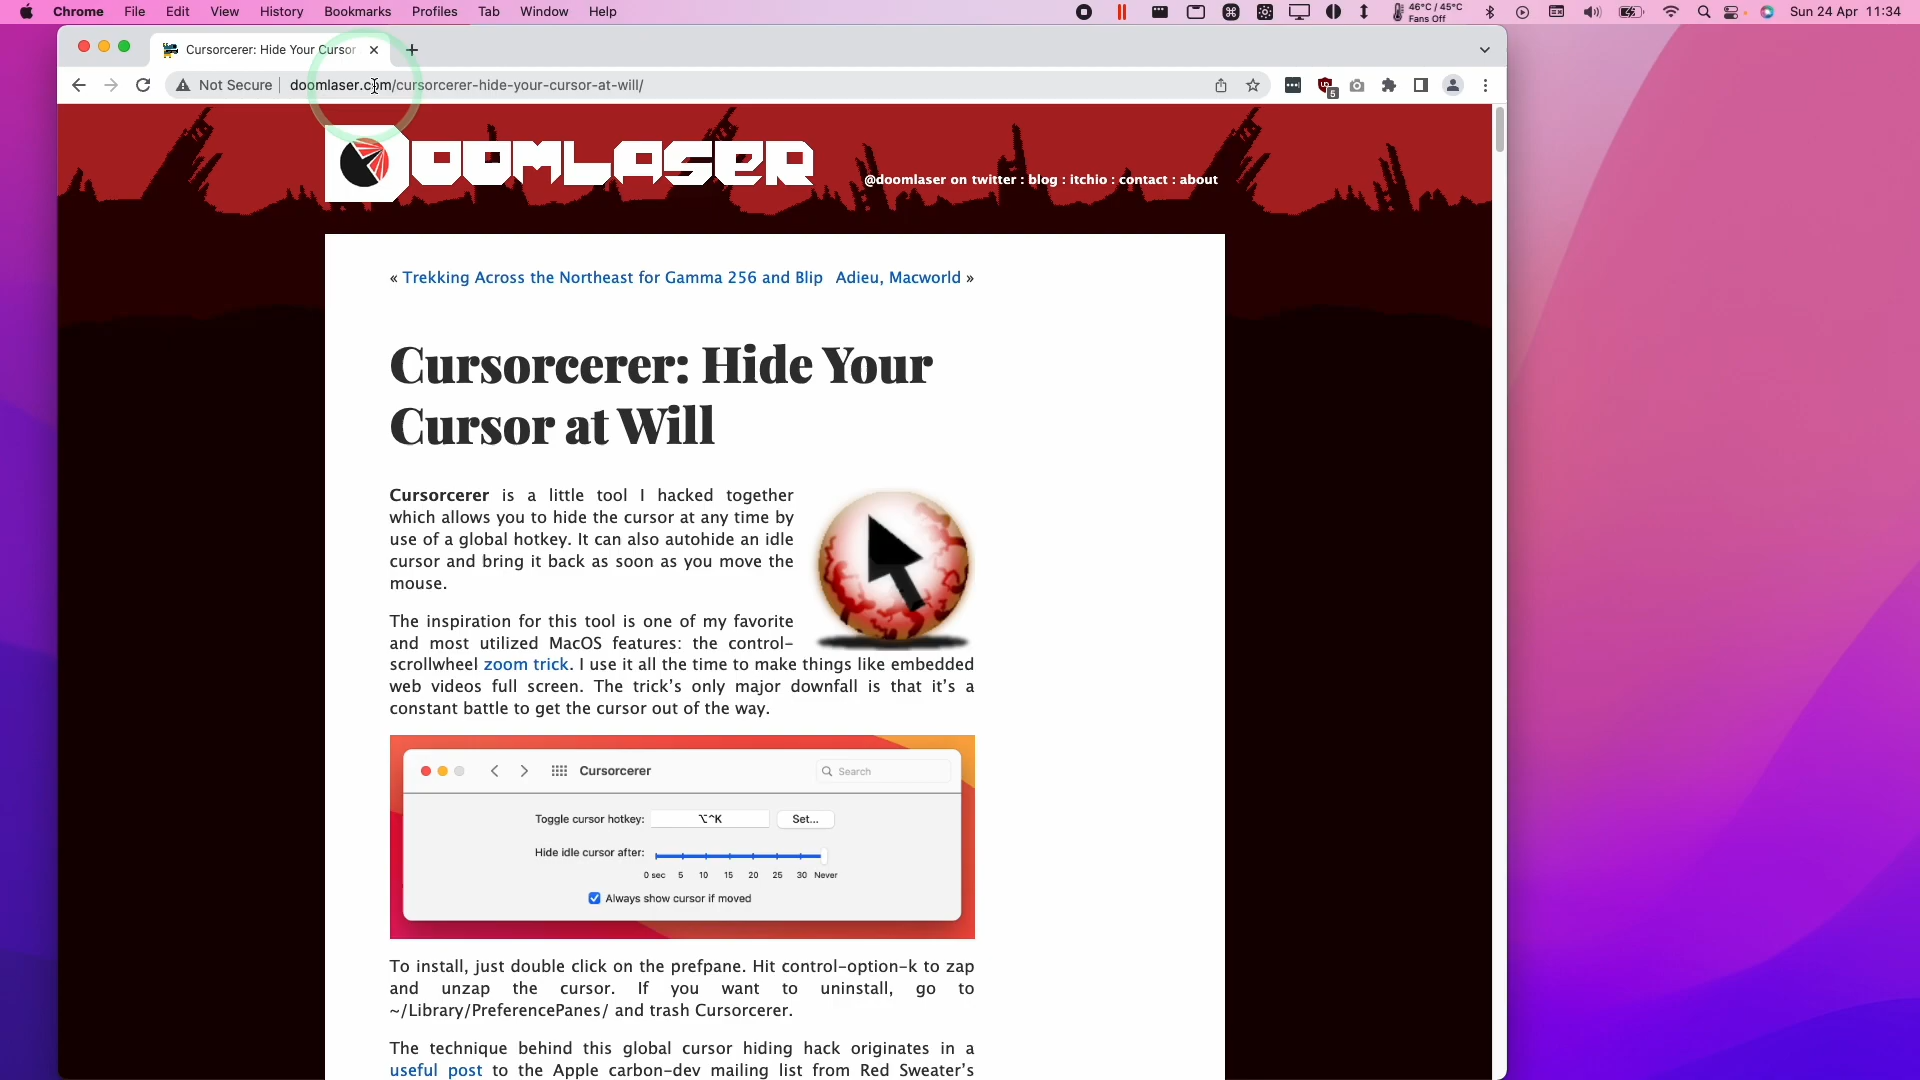 Chrome File Edit View History Bookmarks Profiles Tab Window Help 46°C / 45°C Fans Off Sun 24 Apr 11:34
Cursorcerer: Hide Your Cursor
Not Secure doomlaser.com/cursorcerer-hide-your-cursor-at-will/ 5
DOOMLASER
@doomlaser on twitter : blog : itchio : contact : about
« Trekking Across the Northeast for Gamma 256 and Blip Adieu, Macworld »
Cursorcerer: Hide Your
Cursor at Will
Cursorcerer is a little tool I hacked together
which allows you to hide the cursor at any time by
use of a global hotkey. It can also autohide an idle
cursor and bring it back as soon as you move the
mouse.
The inspiration for this tool is one of my favorite
and most utilized MacOS features: the control-
scrollwheel zoom trick. I use it all the time to make things like embedded
web videos full screen. The trick's only major downfall is that it's a
constant battle to get the cursor out of the way.
Cursorcerer Search
Toggle cursor hotkey: ⌥^K Set...
Hide idle cursor after:
0 sec 5 10 15 20 25 30 Never
Always show cursor if moved
To install, just double click on the prefpane. Hit control-option-k to zap
and unzap the cursor. If you want to uninstall, go to
~/Library/PreferencePanes/ and trash Cursorcerer.
The technique behind this global cursor hiding hack originates in a
useful post to the Apple carbon-dev mailing list from Red Sweater's